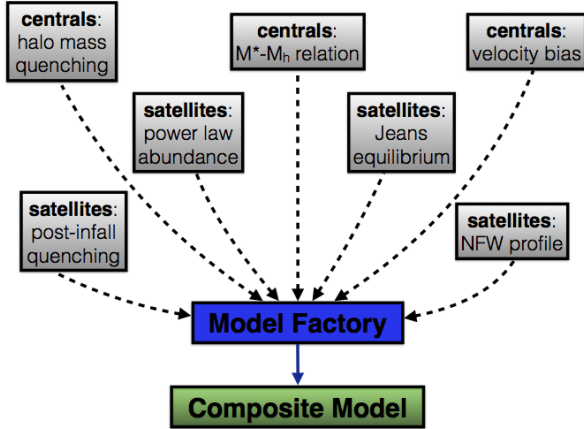 centrals:
halo mass
quenching
centrals:
M*-Mh relation
centrals:
velocity bias
satellites:
power law
abundance
satellites:
Jeans
equilibrium
satellites:
post-infall
quenching
satellites:
NFW profile
Model Factory
Composite Model